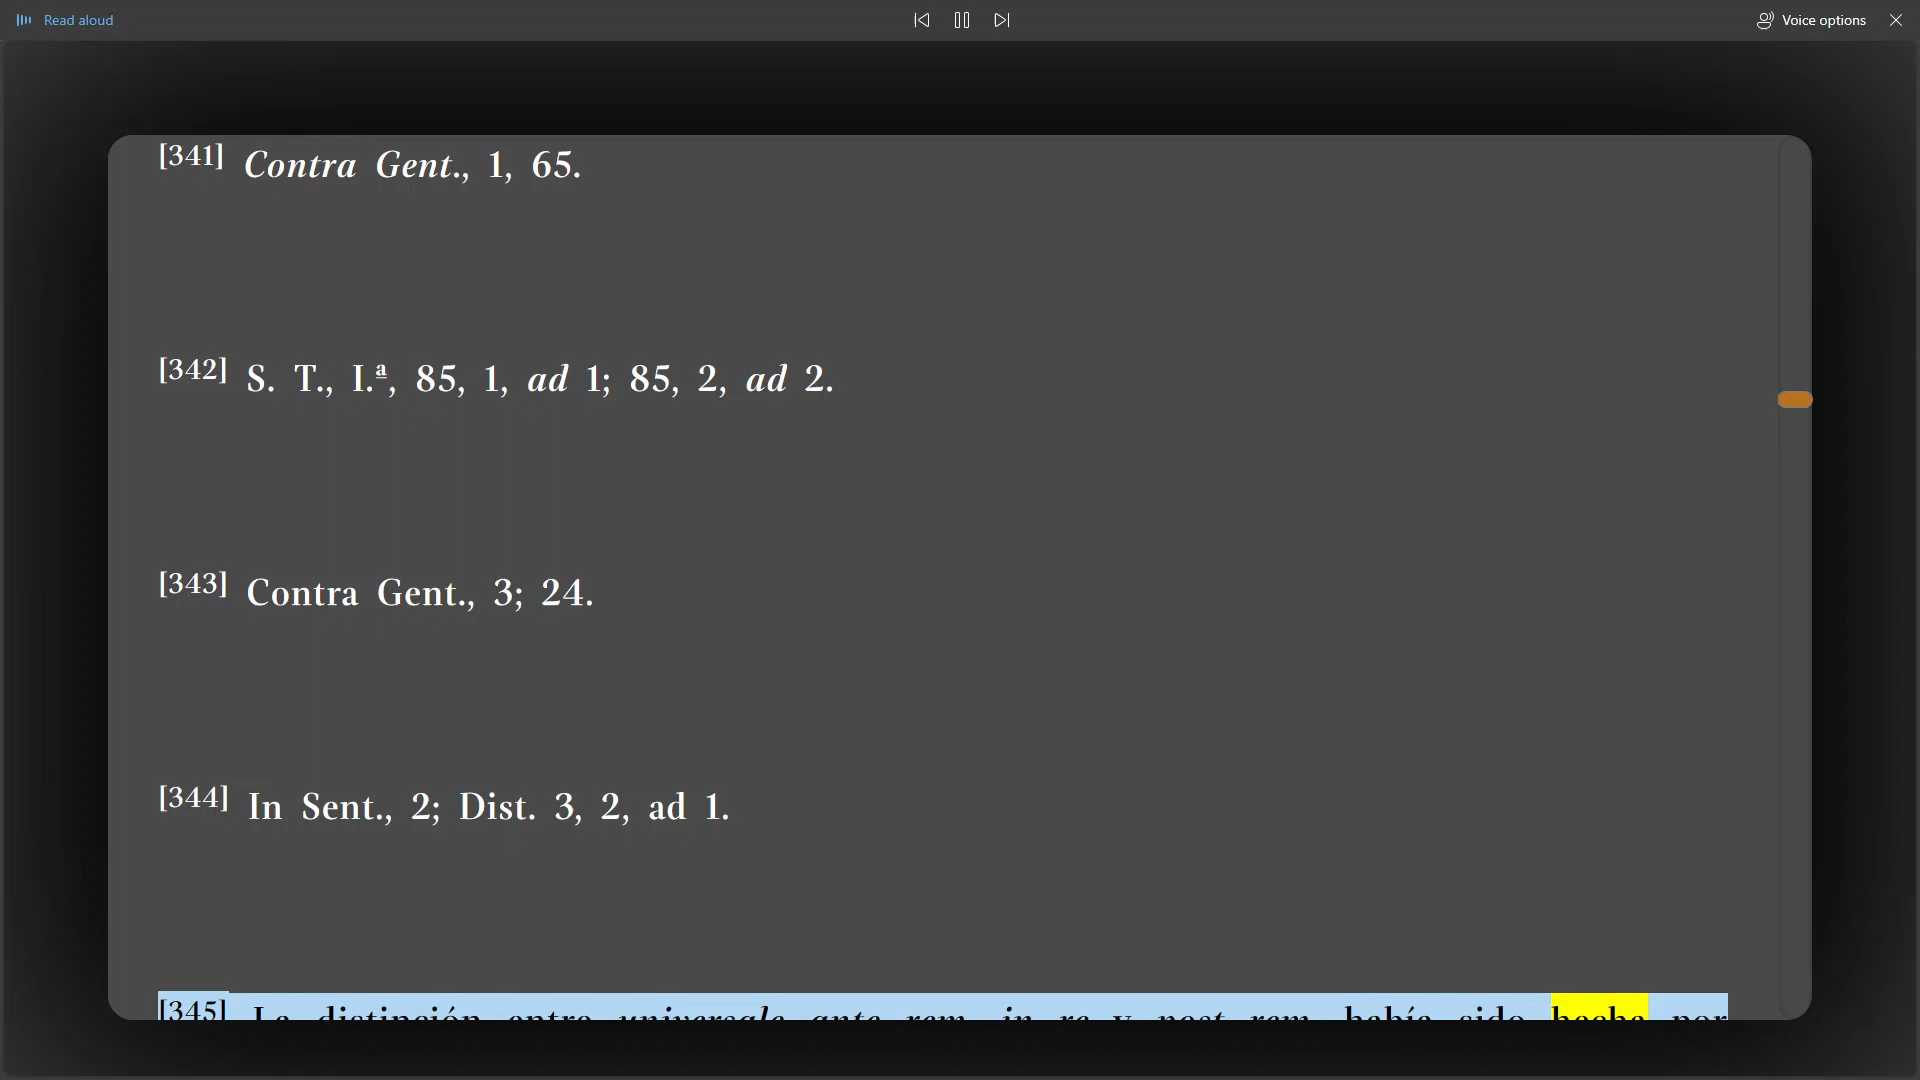 Read aloud
Voice options
[341] Contra Gent., 1, 65.
[342] S. T., I.ª, 85, 1, ad 1; 85, 2, ad 2.
[343] Contra Gent., 3; 24.
[344] In Sent., 2; Dist. 3, 2, ad 1.
[345] La distinción entre universale ante rem, in re y post rem había sido hecha por